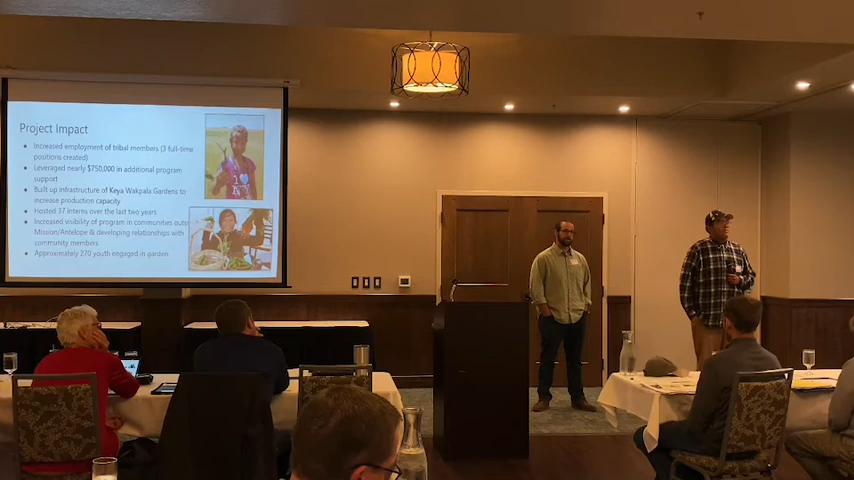 Project Impact
● Increased employment of tribal members (3 full-time
positions created)
● Leveraged nearly $750,000 in additional program
support
● Built up infrastructure of Keya Wakpala Gardens to
increase production capacity
● Hosted 37 interns over the last two years
● Increased visibility of program in communities outs
Mission/Antelope & developing relationships with
community members
● Approximately 270 youth engaged in garden